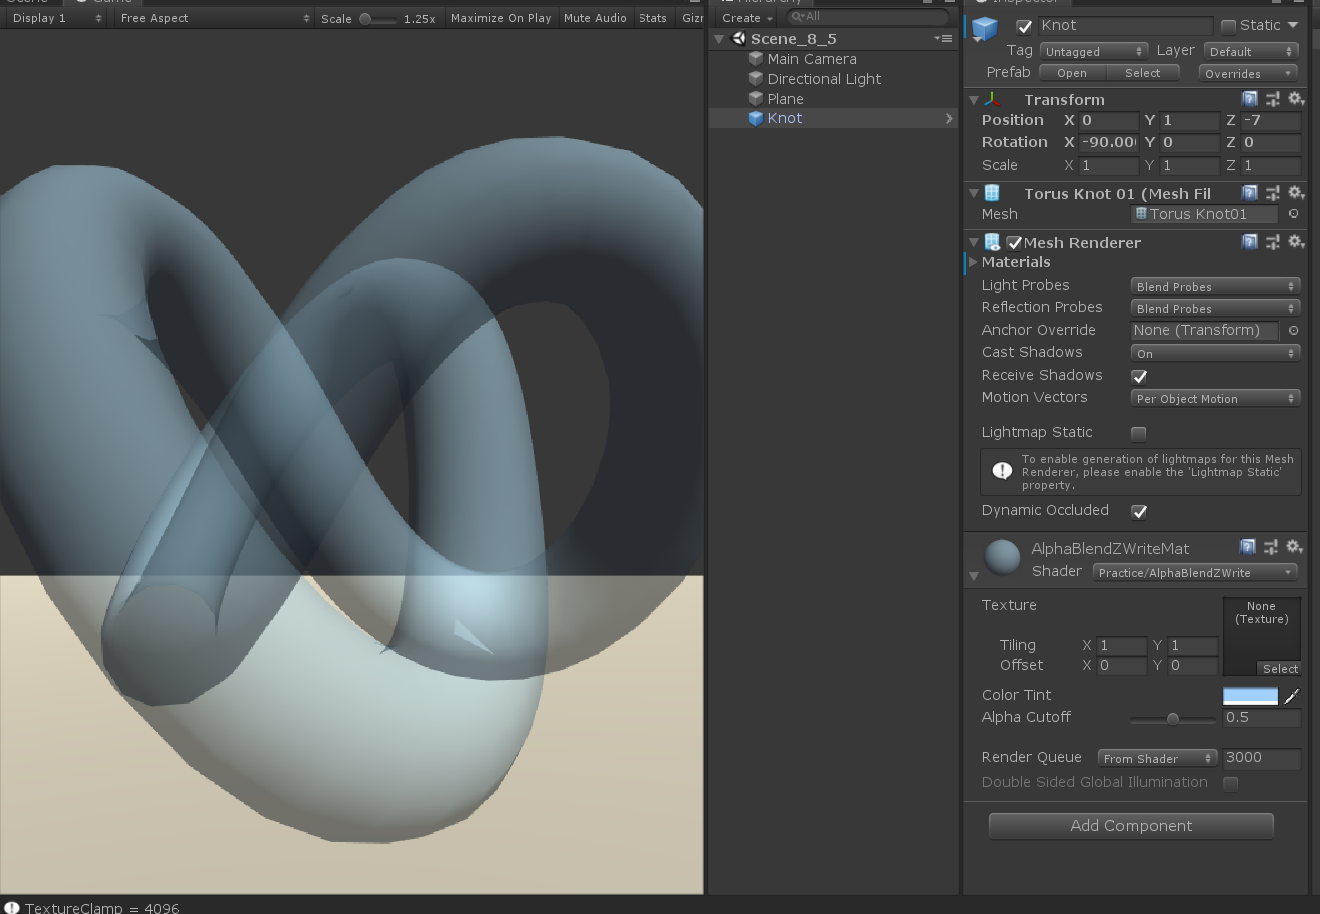 Display 1 Free Aspect Scale 1.25x Maximize On Play Mute Audio Stats Giz
Create All
Scene_8_5
Main Camera
Directional Light
Plane
Knot
Inspector
Knot Static
Tag Untagged Layer Default
Prefab Open Select Overrides
Transform
Position X 0 Y 1 Z -7
Rotation X -90.00 Y 0 Z 0
Scale X 1 Y 1 Z 1
Torus Knot 01 (Mesh Fil
Mesh Torus Knot01
Mesh Renderer
Materials
Light Probes Blend Probes
Reflection Probes Blend Probes
Anchor Override None (Transform)
Cast Shadows On
Receive Shadows
Motion Vectors Per Object Motion
Lightmap Static
To enable generation of lightmaps for this Mesh
Renderer, please enable the 'Lightmap Static'
property.
Dynamic Occluded
AlphaBlendZWriteMat
Shader Practice/AlphaBlendZWrite
Texture None
(Texture)
Tiling X 1 Y 1
Offset X 0 Y 0
Select
Color Tint
Alpha Cutoff 0.5
Render Queue From Shader 3000
Double Sided Global Illumination
Add Component
TextureClamp = 4096